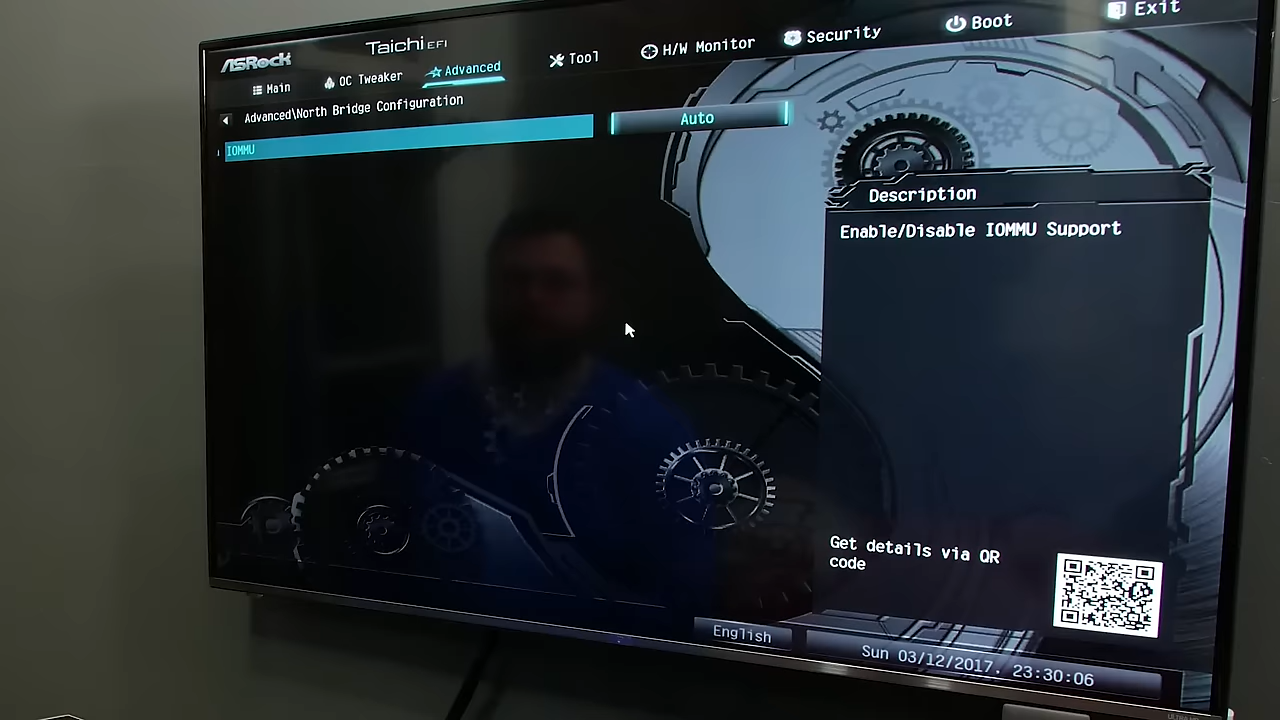 ASRock
Taichi EFI
Main
OC Tweaker
Advanced
Tool
H/W Monitor
Security
Boot
Exit
Advanced\North Bridge Configuration
IOMMU
Auto
Description
Enable/Disable IOMMU Support
Get details via QR
code
English
Sun 03/12/2017. 23:30:06